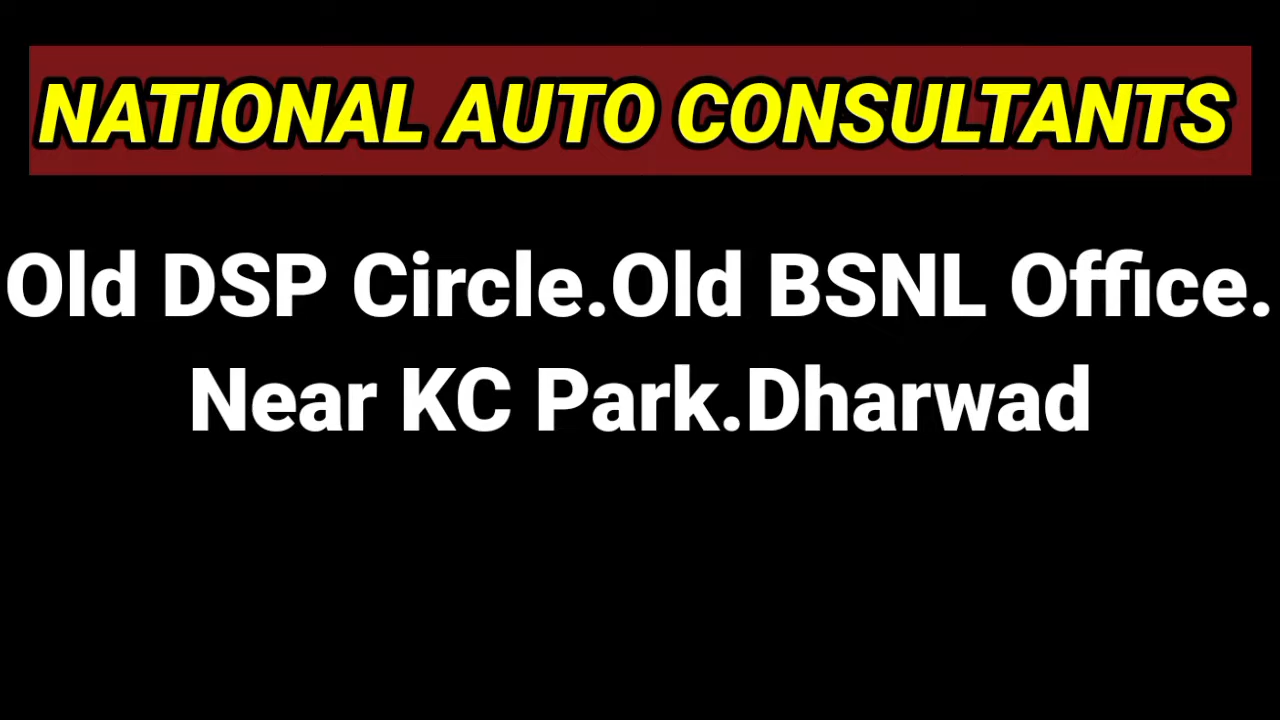 NATIONAL AUTO CONSULTANTS
Old DSP Circle.Old BSNL Office.
Near KC Park.Dharwad